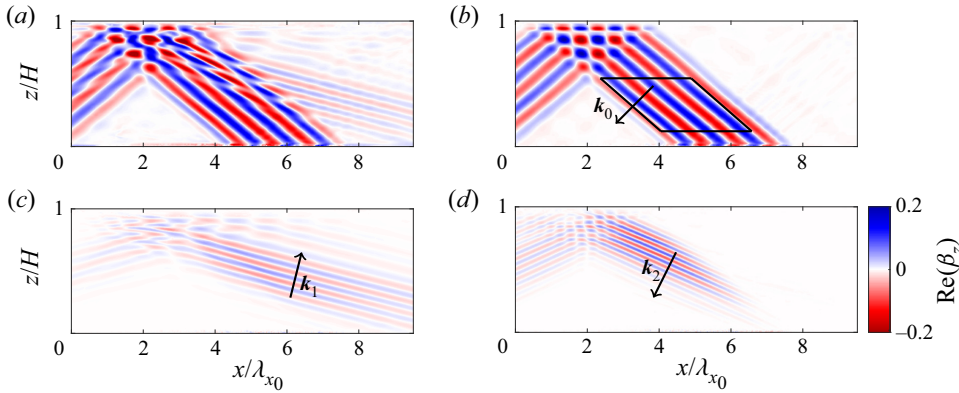 (a)
(b)
1
1
z/H
k0
0 2 4 6 8
0 2 4 6 8
(c)
(d)
1
1
0.2
z/H
k1
k2
0
Re(βz)
–0.2
0 2 4 6 8
0 2 4 6 8
x/λx0
x/λx0